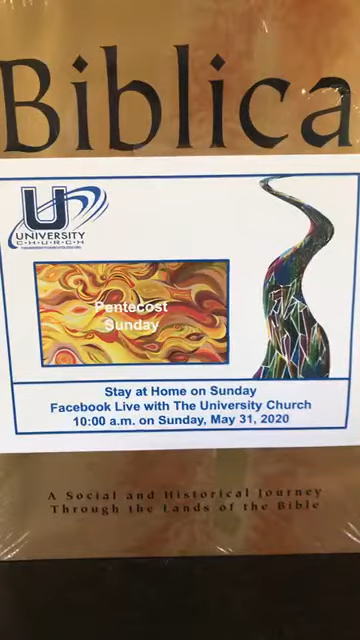 Biblica
U
UNIVERSITY
C·H·U·R·C·H
Pentecost
Sunday
Stay at Home on Sunday
Facebook Live with The University Church
10:00 a.m. on Sunday, May 31, 2020
A Social and Historical Journey
Through the Lands of the Bible